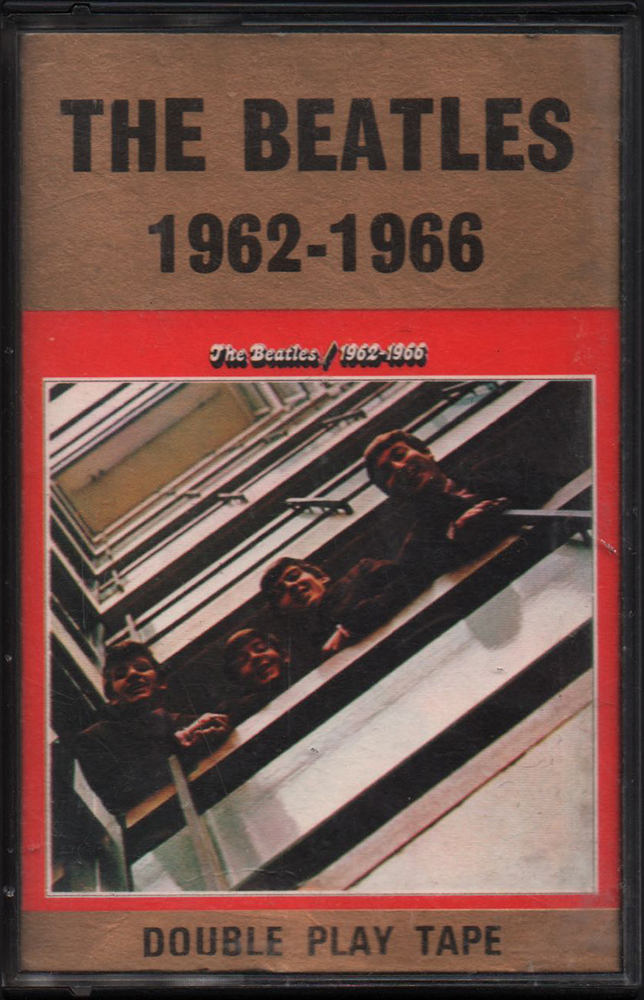 THE BEATLES
1962-1966
The Beatles / 1962-1966
DOUBLE PLAY TAPE